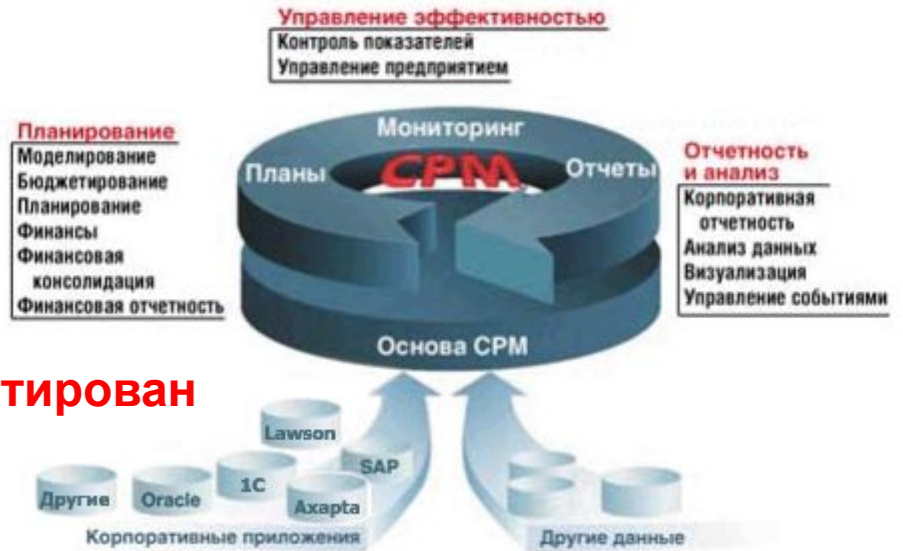 Управление эффективностью
Контроль показателей
Управление предприятием
Планирование
Моделирование
Бюджетирование
Планирование
Финансы
Финансовая
консолидация
Финансовая отчетность
Мониторинг
Планы
CPM
Отчеты
Отчетность
и анализ
Корпоративная
отчетность
Анализ данных
Визуализация
Управление событиями
Основа CPM
тирован
Lawson
SAP
1C
Другие
Oracle
Axapta
Корпоративные приложения
Другие данные